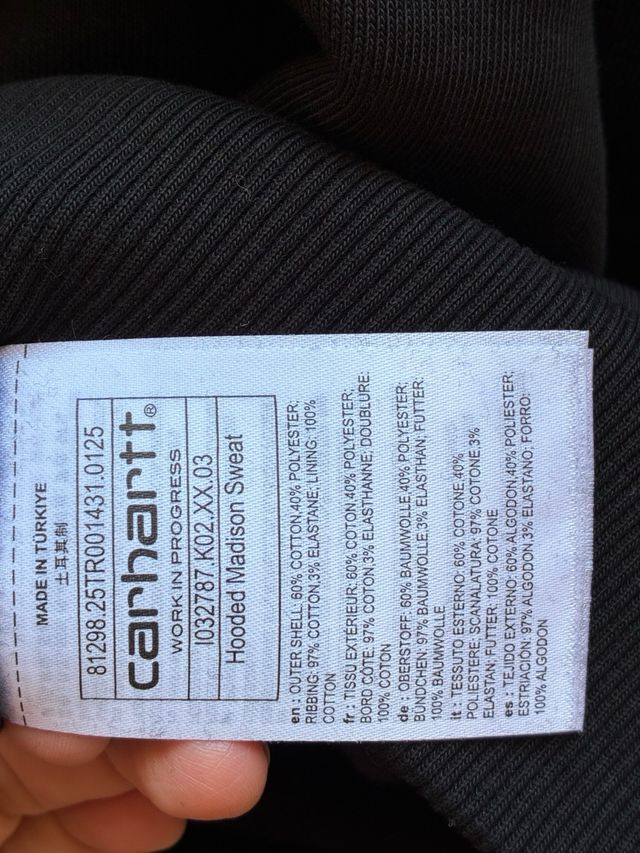 MADE IN TÜRKIYE
土耳其制
81298.25TR001431.0125
carhartt®
WORK IN PROGRESS
I032787.K02.XX.03
Hooded Madison Sweat
en : OUTER SHELL: 60% COTTON,40% POLYESTER;
RIBBING: 97% COTTON,3% ELASTANE; LINING: 100%
COTTON
fr : TISSU EXTÉRIEUR: 60% COTON,40% POLYESTER;
BORD CÔTE: 97% COTON,3% ÉLASTHANNE; DOUBLURE:
100% COTON
de : OBERSTOFF: 60% BAUMWOLLE,40% POLYESTER;
BÜNDCHEN: 97% BAUMWOLLE,3% ELASTHAN; FUTTER:
100% BAUMWOLLE
it : TESSUTO ESTERNO: 60% COTONE,40%
POLIESTERE; SCANALATURA: 97% COTONE,3%
ELASTAN; FUTTER: 100% COTONE
es : TEJIDO EXTERNO: 60% ALGODON,40% POLIESTER;
ESTRIACIÓN: 97% ALGODON,3% ELASTANO; FORRO:
100% ALGODON